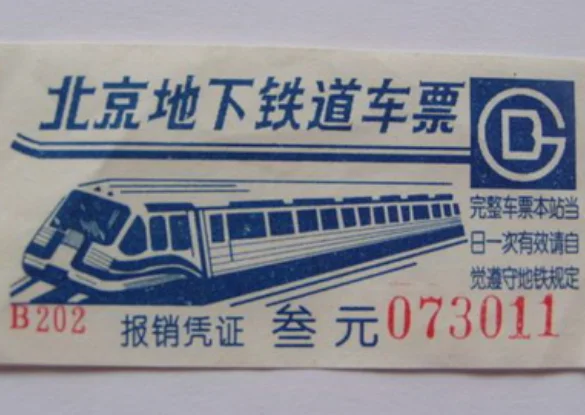 北京地下铁道车票
完整车票本站当
日一次有效请自
觉遵守地铁规定
B202 报销凭证 叁元 073011